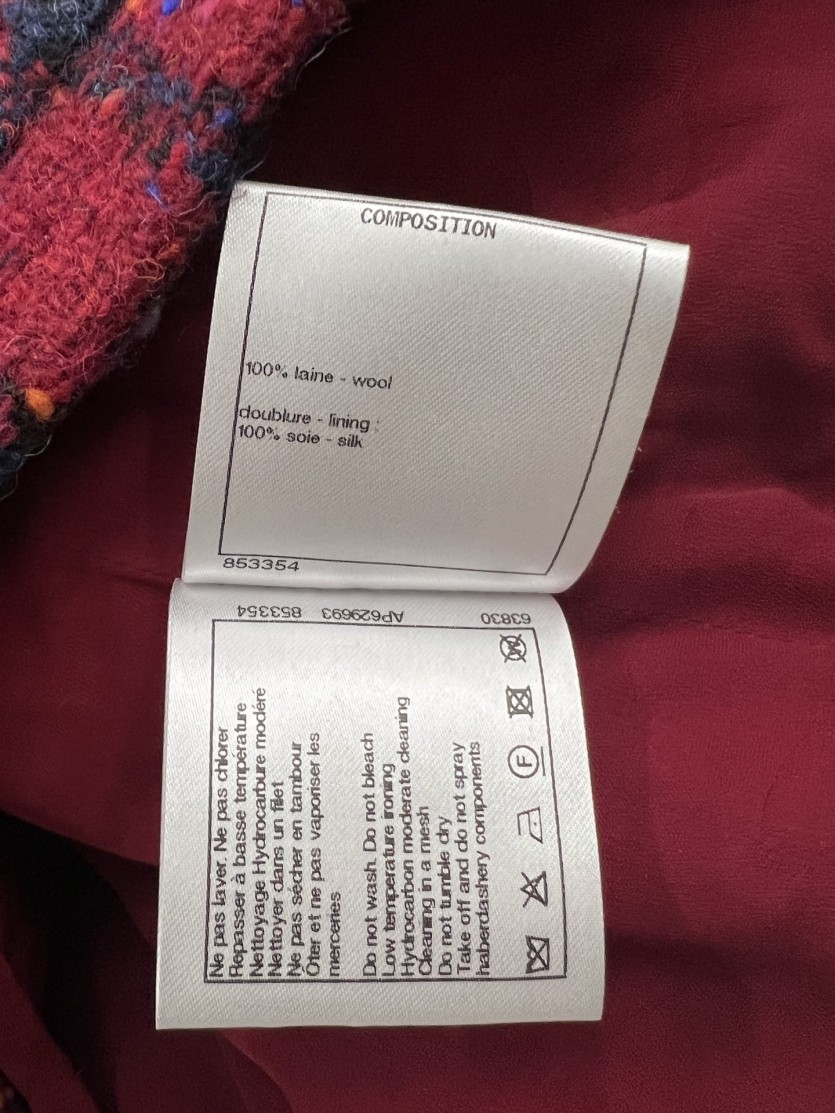 COMPOSITION
100% laine - wool
doublure - lining :
100% soie - silk
853354
853354 AP629693 63830
Ne pas laver. Ne pas chlorer
Repasser à basse température
Nettoyage Hydrocarbure modéré
Nettoyer dans un filet
Ne pas sécher en tambour
Ôter et ne pas vaporiser les
merceries
Do not wash. Do not bleach
Low temperature ironing
Hydrocarbon moderate cleaning
Cleaning in a mesh
Do not tumble dry
Take off and do not spray
haberdashery components
F
W